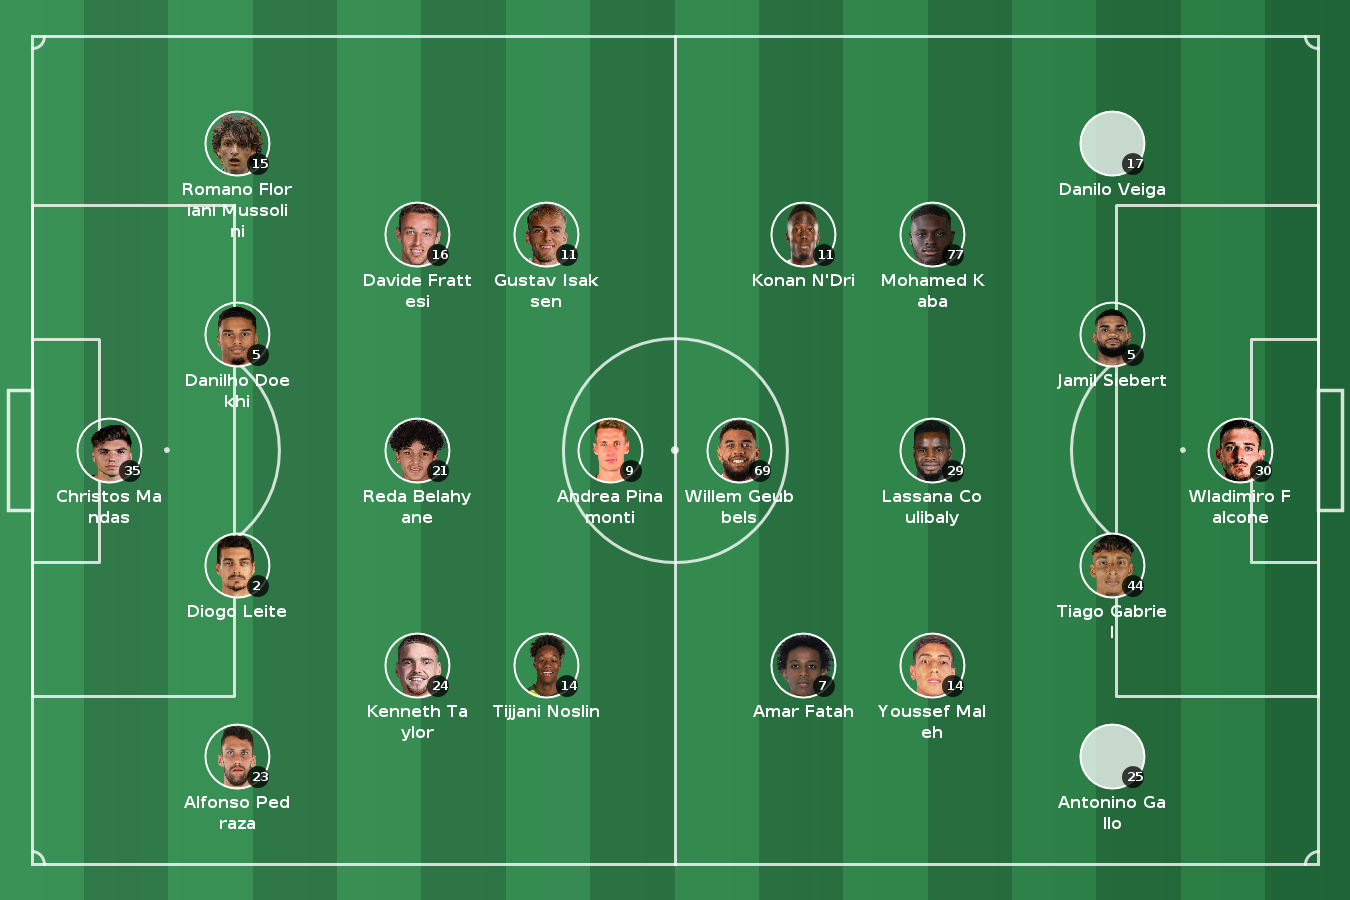 15
Romano Flor
iani Mussoli
ni
16
Davide Fratt
esi
11
Gustav Isak
sen
11
Konan N'Dri
77
Mohamed K
aba
17
Danilo Veiga
5
Danilho Doe
khi
5
Jamil Siebert
35
Christos Ma
ndas
21
Reda Belahy
ane
9
Andrea Pina
monti
69
Willem Geub
bels
29
Lassana Co
ulibaly
30
Wladimiro F
alcone
2
Diogo Leite
44
Tiago Gabrie
l
24
Kenneth Ta
ylor
14
Tijjani Noslin
7
Amar Fatah
14
Youssef Mal
eh
23
Alfonso Ped
raza
25
Antonino Ga
llo